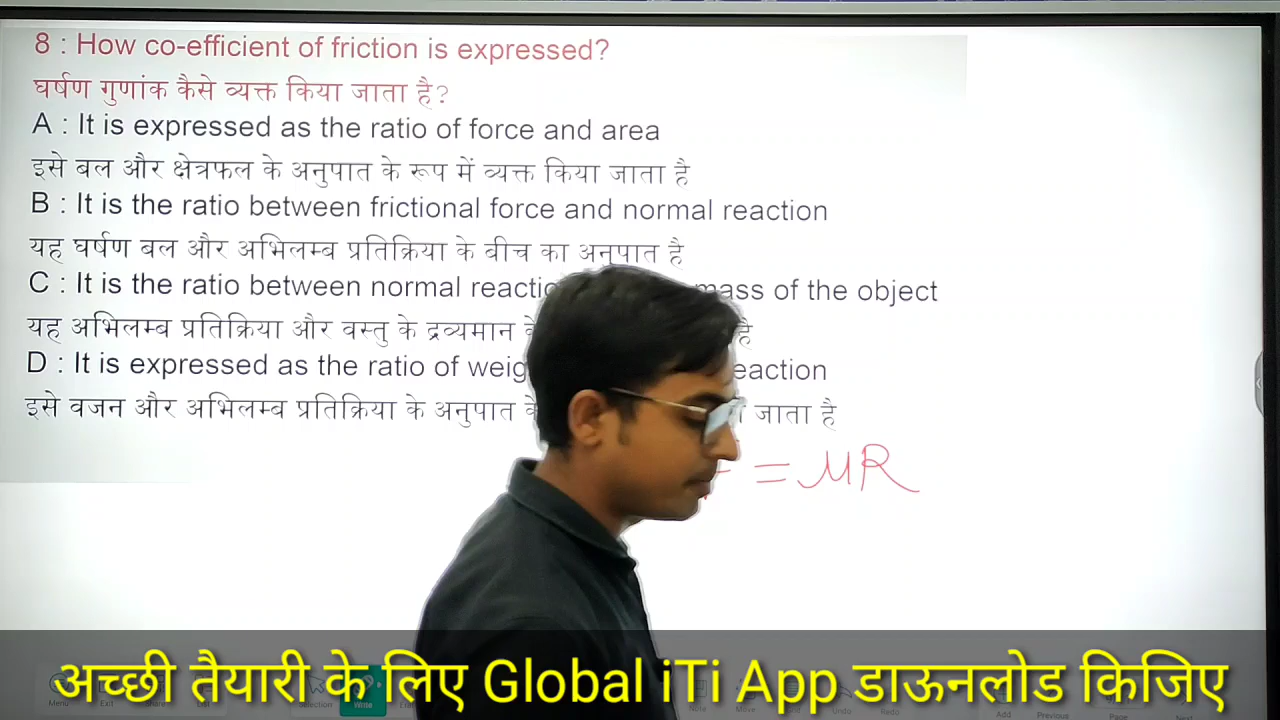 8 : How co-efficient of friction is expressed?
घर्षण गुणांक कैसे व्यक्त किया जाता है?
A : It is expressed as the ratio of force and area
इसे बल और क्षेत्रफल के अनुपात के रूप में व्यक्त किया जाता है
B : It is the ratio between frictional force and normal reaction
यह घर्षण बल और अभिलम्ब प्रतिक्रिया के बीच का अनुपात है
C : It is the ratio between normal of the object
यह अभिलम्ब प्रतिक्रिया और वस्तु के द्रव्यमान है
D : It is expressed as the ratio of
इसे वजन और अभिलम्ब प्रतिक्रिया के अनुपात जाता है
= μR
अच्छी तैयारी के लिए Global iTi App डाऊनलोड किजिए
Write